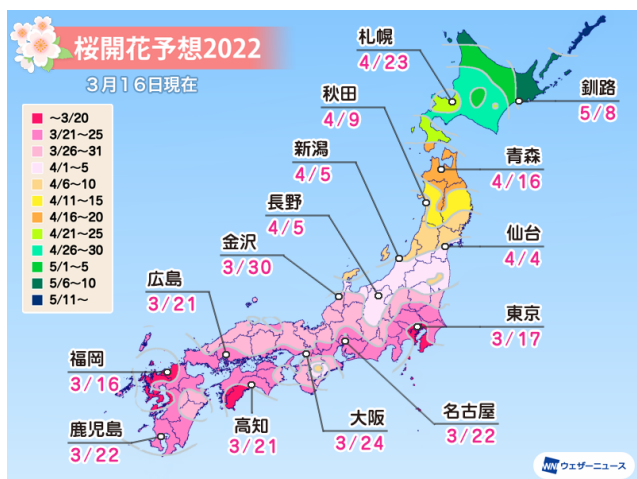 桜開花予想2022
3月16日現在
~3/20
3/21~25
3/26~31
4/1~5
4/6~10
4/11~15
4/16~20
4/21~25
4/26~30
5/1~5
5/6~10
5/11~
札幌
4/23
釧路
5/8
秋田
4/9
青森
4/16
新潟
4/5
長野
4/5
仙台
4/4
金沢
3/30
広島
3/21
東京
3/17
福岡
3/16
鹿児島
3/22
高知
3/21
大阪
3/24
名古屋
3/22
WNI ウェザーニュース